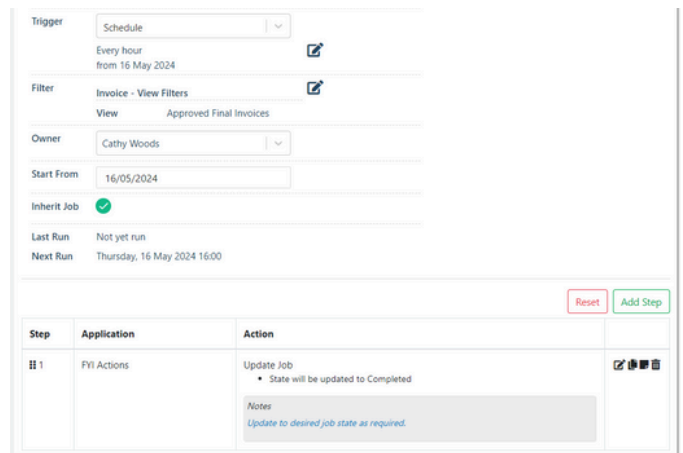 Trigger Schedule
Every hour
from 16 May 2024
Filter Invoice - View Filters
View Approved Final Invoices
Owner Cathy Woods
Start From 16/05/2024
Inherit Job
Last Run Not yet run
Next Run Thursday, 16 May 2024 16:00
Reset Add Step
Step Application Action
1 FYI Actions Update Job
• State will be updated to Completed
Notes
Update to desired job state as required.